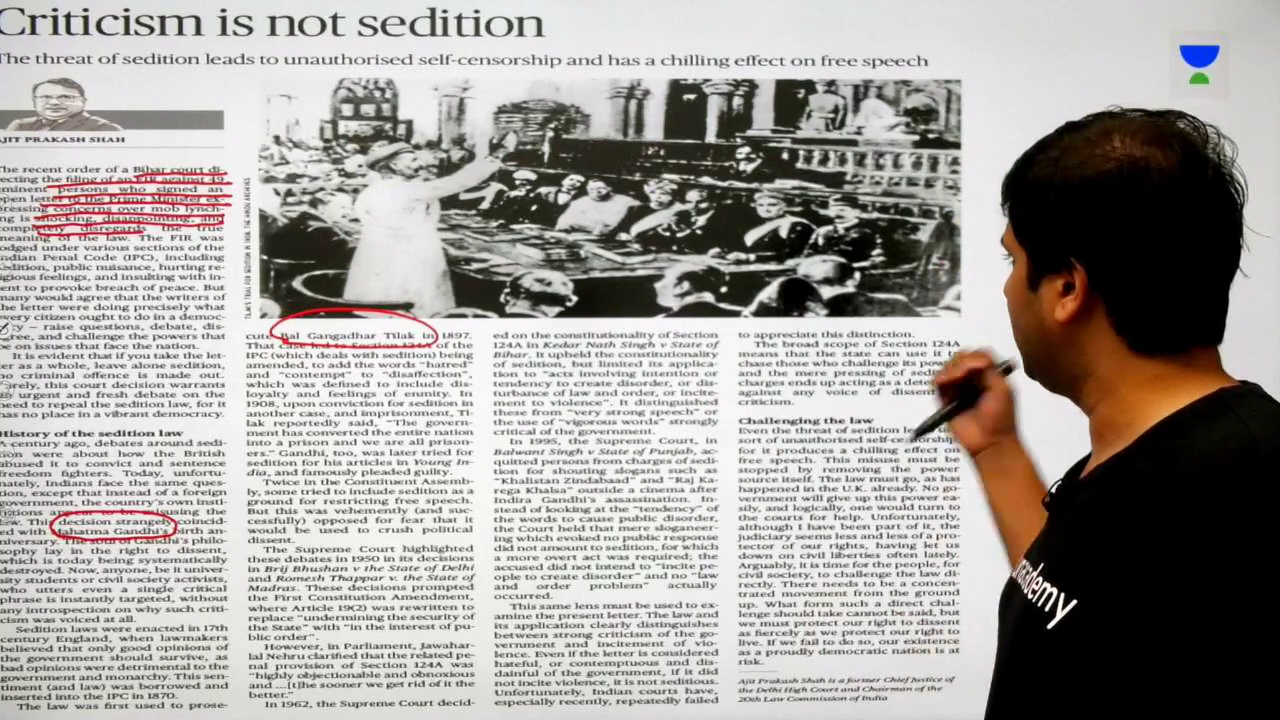 Criticism is not sedition
The threat of sedition leads to unauthorised self-censorship and has a chilling effect on free speech
AJIT PRAKASH SHAH
The recent order of a Bihar court di-
ecting the filing of an FIR against 49
eminent persons who signed an
open letter to the Prime Minister ex-
pressing concerns over mob lynch-
ng is shocking, disappointing, and
completely disregards the true
meaning of the law. The FIR was
odged under various sections of the
ndian Penal Code (IPC), including
edition, public nuisance, hurting re-
igious feelings, and insulting with in-
ent to provoke breach of peace. But
many would agree that the writers of
he letter were doing precisely what
every citizen ought to do in a democ-
cy – raise questions, debate, dis-
ree, and challenge the powers that
be on issues that face the nation.
It is evident that if you take the let-
er as a whole, leave alone sedition,
no criminal offence is made out.
urely, this court decision warrants
urgent and fresh debate on the
need to repeal the sedition law, for it
has no place in a vibrant democracy.
History of the sedition law
A century ago, debates around sedi-
ion were about how the British
abused it to convict and sentence
freedom fighters. Today, unfortu-
nately, Indians face the same ques-
ion, except that instead of a foreign
government, the country's own insti-
utions to be using the
aw. This decision strangely coincid-
ed with Mahatma Gandhi's birth an-
niversary. The soul of Gandhi's philo-
sophy lay in the right to dissent,
which is today being systematically
destroyed. Now, anyone, be it univer-
sity students or civil society activists,
who utters even a single critical
phrase is instantly targeted, without
any introspection on why such criti-
cism was voiced at all.
Sedition laws were enacted in 17th
century England, when lawmakers
believed that only good opinions of
the government should survive, as
bad opinions were detrimental to the
government and monarchy. This sen-
timent (and law) was borrowed and
inserted into the IPC in 1870.
The law was first used to prose-
TILAK'S TRIAL FOR SEDITION IN 1908. THE HINDU ARCHIVES
cute Bal Gangadhar Tilak in 1897.
That case led to Section 124A of the
IPC (which deals with sedition) being
amended, to add the words “hatred”
and “contempt” to “disaffection”,
which was defined to include dis-
loyalty and feelings of enmity. In
1908, upon conviction for sedition in
another case, and imprisonment, Ti-
lak reportedly said, “The govern-
ment has converted the entire nation
into a prison and we are all prison-
ers.” Gandhi, too, was later tried for
sedition for his articles in Young In-
dia, and famously pleaded guilty.
Twice in the Constituent Assemb-
ly, some tried to include sedition as a
ground for restricting free speech.
But this was vehemently (and suc-
cessfully) opposed for fear that it
would be used to crush political
dissent.
The Supreme Court highlighted
these debates in 1950 in its decisions
in Brij Bhushan v the State of Delhi
and Romesh Thappar v. the State of
Madras. These decisions prompted
the First Constitution Amendment,
where Article 19(2) was rewritten to
replace “undermining the security of
the State” with “in the interest of pu-
blic order”.
However, in Parliament, Jawahar-
lal Nehru clarified that the related pe-
nal provision of Section 124A was
“highly objectionable and obnoxious
and ...[t]he sooner we get rid of it the
better.”
In 1962, the Supreme Court decid-
ed on the constitutionality of Section
124A in Kedar Nath Singh v State of
Bihar. It upheld the constitutionality
of sedition, but limited its applica-
tion to “acts involving intention or
tendency to create disorder, or dis-
turbance of law and order, or incite-
ment to violence”. It distinguished
these from “very strong speech” or
the use of “vigorous words” strongly
critical of the government.
In 1995, the Supreme Court, in
Balwant Singh v State of Punjab, ac-
quitted persons from charges of sedi-
tion for shouting slogans such as
“Khalistan Zindabaad” and “Raj Ka-
rega Khalsa” outside a cinema after
Indira Gandhi's assassination. In-
stead of looking at the “tendency” of
the words to cause public disorder,
the Court held that mere sloganeer-
ing which evoked no public response
did not amount to sedition, for which
a more overt act was required; the
accused did not intend to “incite pe-
ople to create disorder” and no “law
and order problem” actually
occurred.
This same lens must be used to ex-
amine the present letter. The law and
its application clearly distinguishes
between strong criticism of the go-
vernment and incitement of vio-
lence. Even if the letter is considered
hateful, or contemptuous and dis-
dainful of the government, if it did
not incite violence, it is not seditious.
Unfortunately, Indian courts have,
especially recently, repeatedly failed
to appreciate this distinction.
The broad scope of Section 124A
means that the state can use it to
chase those who challenge its power,
and the mere pressing of sedition
charges ends up acting as a
against any voice of dissent
criticism.
Challenging the law
Even the threat of sedition
sort of unauthorised self-censorship
for it produces a chilling effect on
free speech. This misuse must be
stopped by removing the power
source itself. The law must go, as has
happened in the U.K. already. No go-
vernment will give up this power ea-
sily, and logically, one would turn to
the courts for help. Unfortunately,
although I have been part of it, the
judiciary seems less and less of a pro-
tector of our rights, having let us
down on civil liberties often lately.
Arguably, it is time for the people, for
civil society, to challenge the law di-
rectly. There needs to be a concen-
trated movement from the ground
up. What form such a direct chal-
lenge should take cannot be said, but
we must protect our right to dissent
as fiercely as we protect our right to
live. If we fail to do so, our existence
as a proudly democratic nation is at
risk.
Ajit Prakash Shah is a former Chief Justice of
the Delhi High Court and Chairman of the
20th Law Commission of India
nacademy